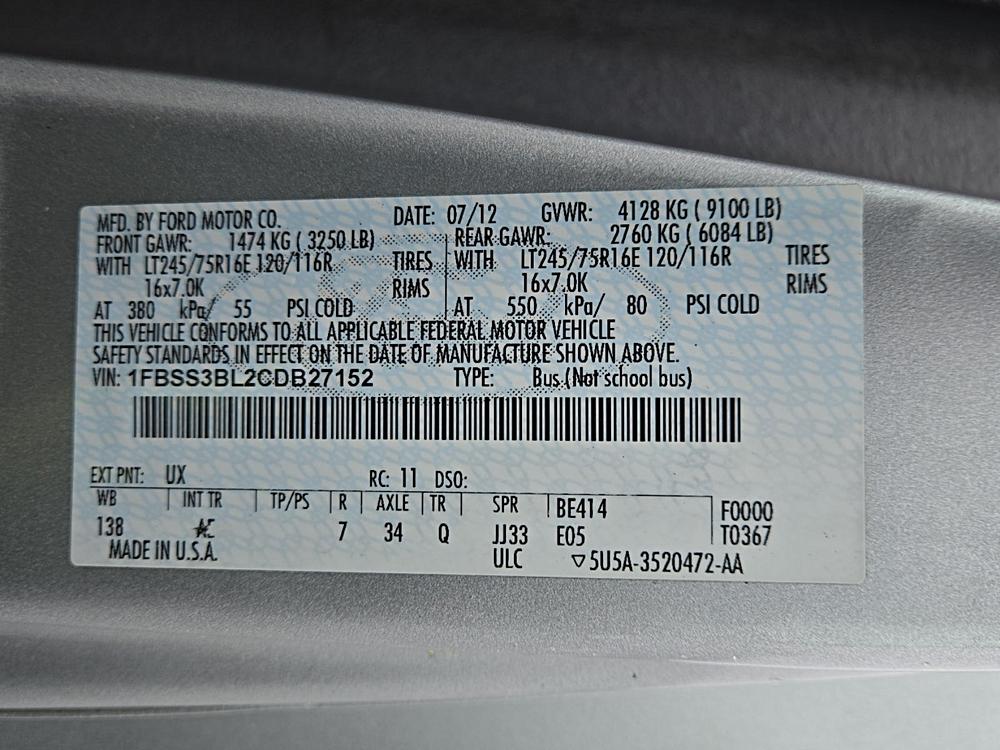 MFD. BY FORD MOTOR CO. DATE: 07/12 GVWR: 4128 KG ( 9100 LB)
FRONT GAWR: 1474 KG ( 3250 LB) REAR GAWR: 2760 KG ( 6084 LB)
WITH LT245/75R16E 120/116R TIRES WITH LT245/75R16E 120/116R TIRES
16x7.0K RIMS 16x7.0K RIMS
AT 380 kPa/ 55 PSI COLD AT 550 kPa/ 80 PSI COLD
THIS VEHICLE CONFORMS TO ALL APPLICABLE FEDERAL MOTOR VEHICLE
SAFETY STANDARDS IN EFFECT ON THE DATE OF MANUFACTURE SHOWN ABOVE.
VIN: 1FBSS3BL2CDB27152 TYPE: Bus (Not school bus)
EXT PNT: UX RC: 11 DSO:
WB INT TR TP/PS R AXLE TR SPR BE414 F0000
138 AE 7 34 Q JJ33 E05 T0367
MADE IN U.S.A. ULC ▽5U5A-3520472-AA